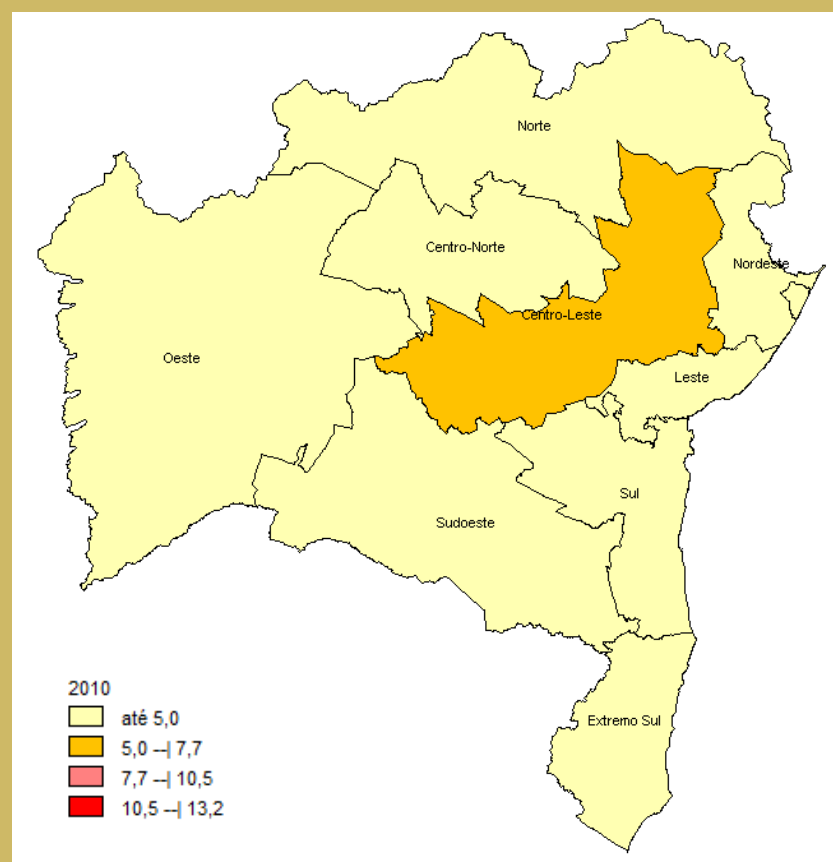 Norte
Centro-Norte
Nordeste
Centro-Leste
Oeste
Leste
Sul
Sudoeste
Extremo Sul
2010
até 5,0
5,0 --| 7,7
7,7 --| 10,5
10,5 --| 13,2